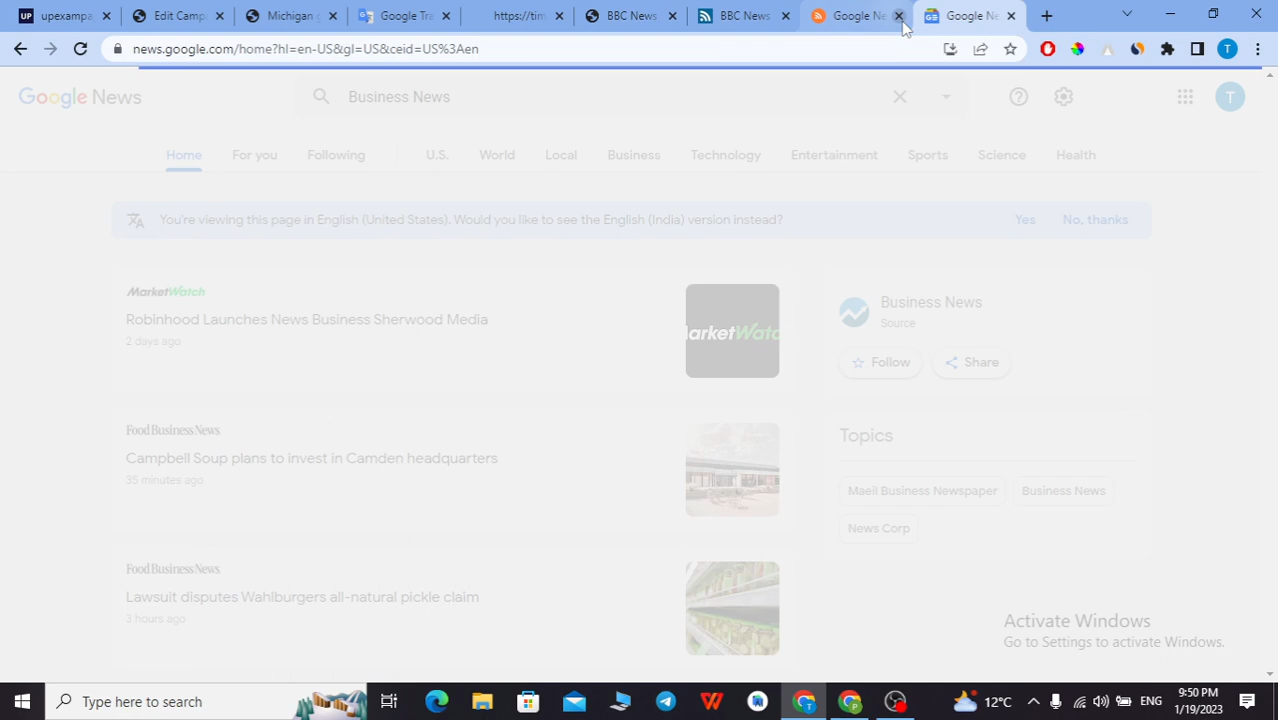 upexampa
Edit Camp
Michigan
Google Tra
https://tim
BBC News
BBC News
Google Ne
Google Ne
news.google.com/home?hl=en-US&gl=US&ceid=US%3Aen
T
Google News
Business News
T
Home
For you
Following
U.S.
World
Local
Business
Technology
Entertainment
Sports
Science
Health
You're viewing this page in English (United States). Would you like to see the English (India) version instead?
Yes
No, thanks
MarketWatch
Robinhood Launches News Business Sherwood Media
2 days ago
Business News
Source
Follow
Share
Food Business News
Campbell Soup plans to invest in Camden headquarters
35 minutes ago
Topics
Maeil Business Newspaper
Business News
News Corp
Food Business News
Lawsuit disputes Wahlburgers all-natural pickle claim
3 hours ago
Activate Windows
Go to Settings to activate Windows.
Type here to search
12°C
ENG
9:50 PM
1/19/2023